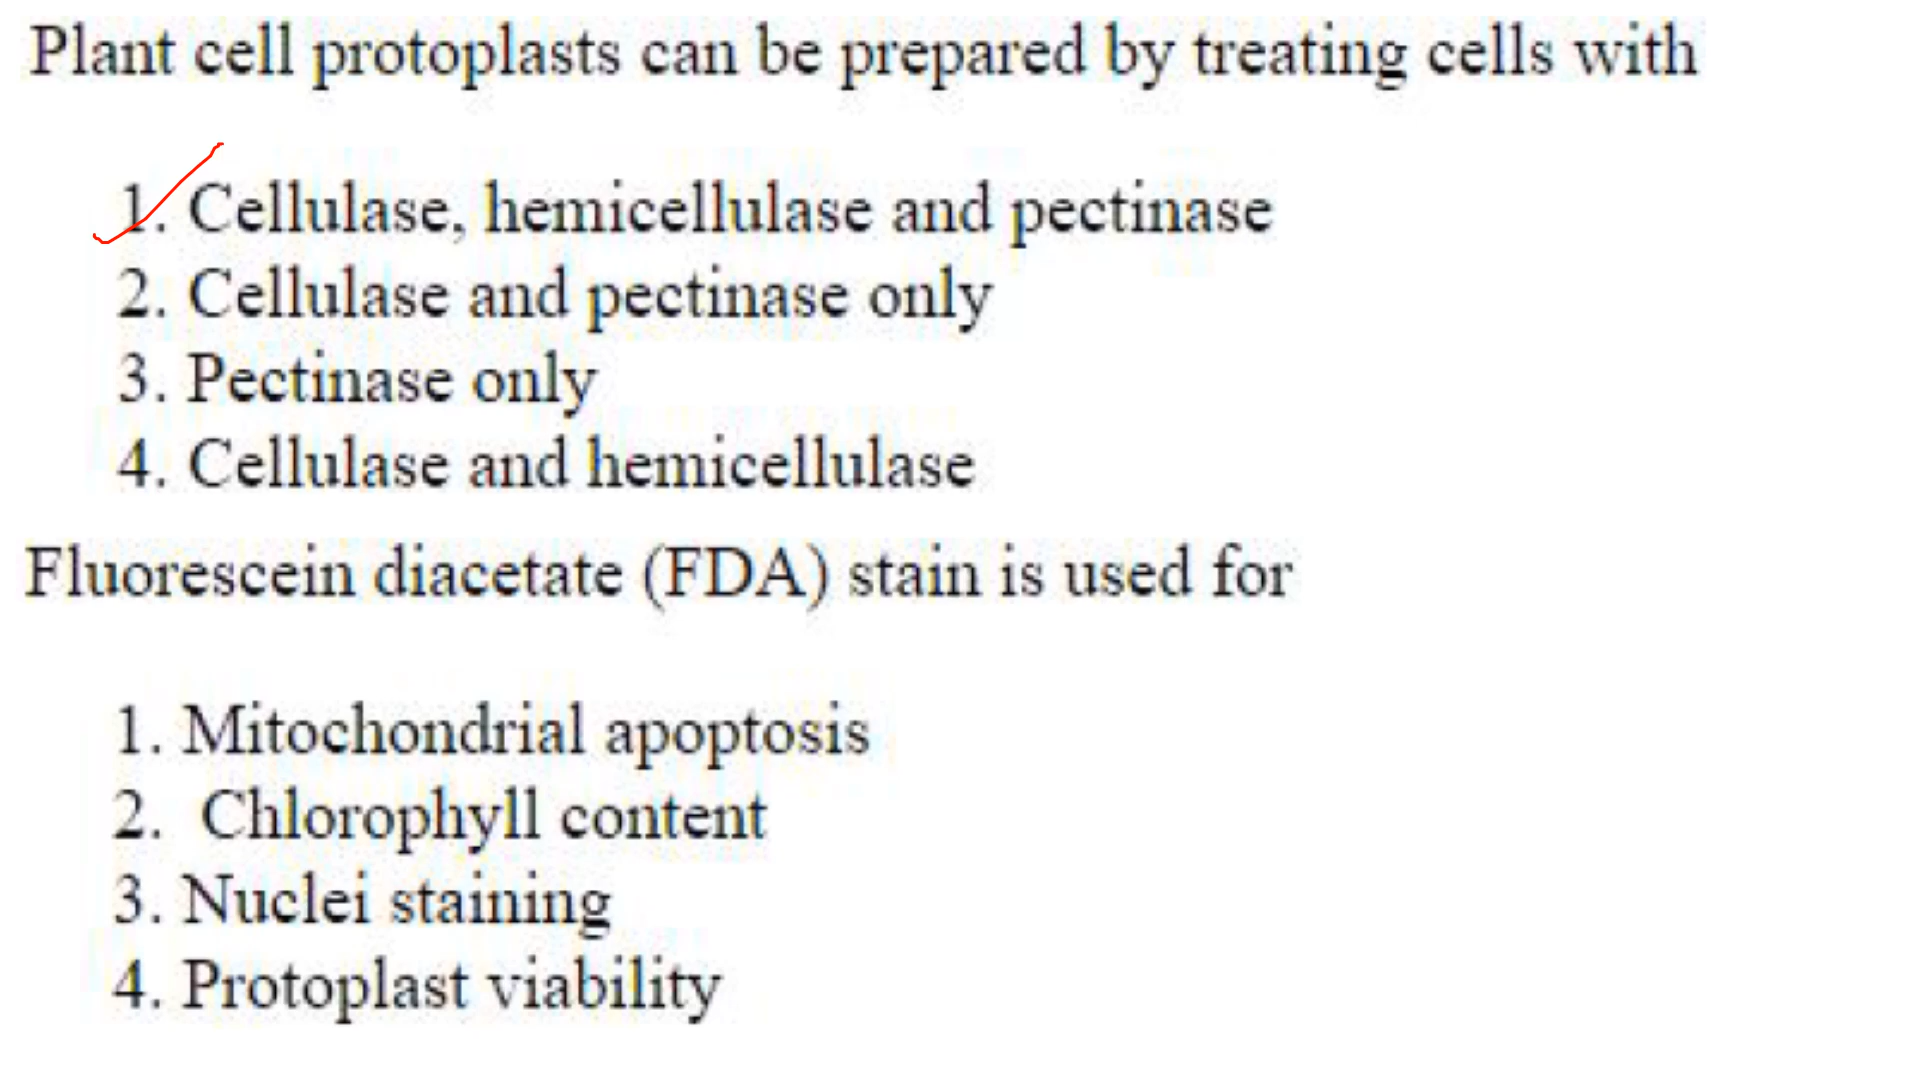 Plant cell protoplasts can be prepared by treating cells with
1. Cellulase, hemicellulase and pectinase
2. Cellulase and pectinase only
3. Pectinase only
4. Cellulase and hemicellulase
Fluorescein diacetate (FDA) stain is used for
1. Mitochondrial apoptosis
2. Chlorophyll content
3. Nuclei staining
4. Protoplast viability